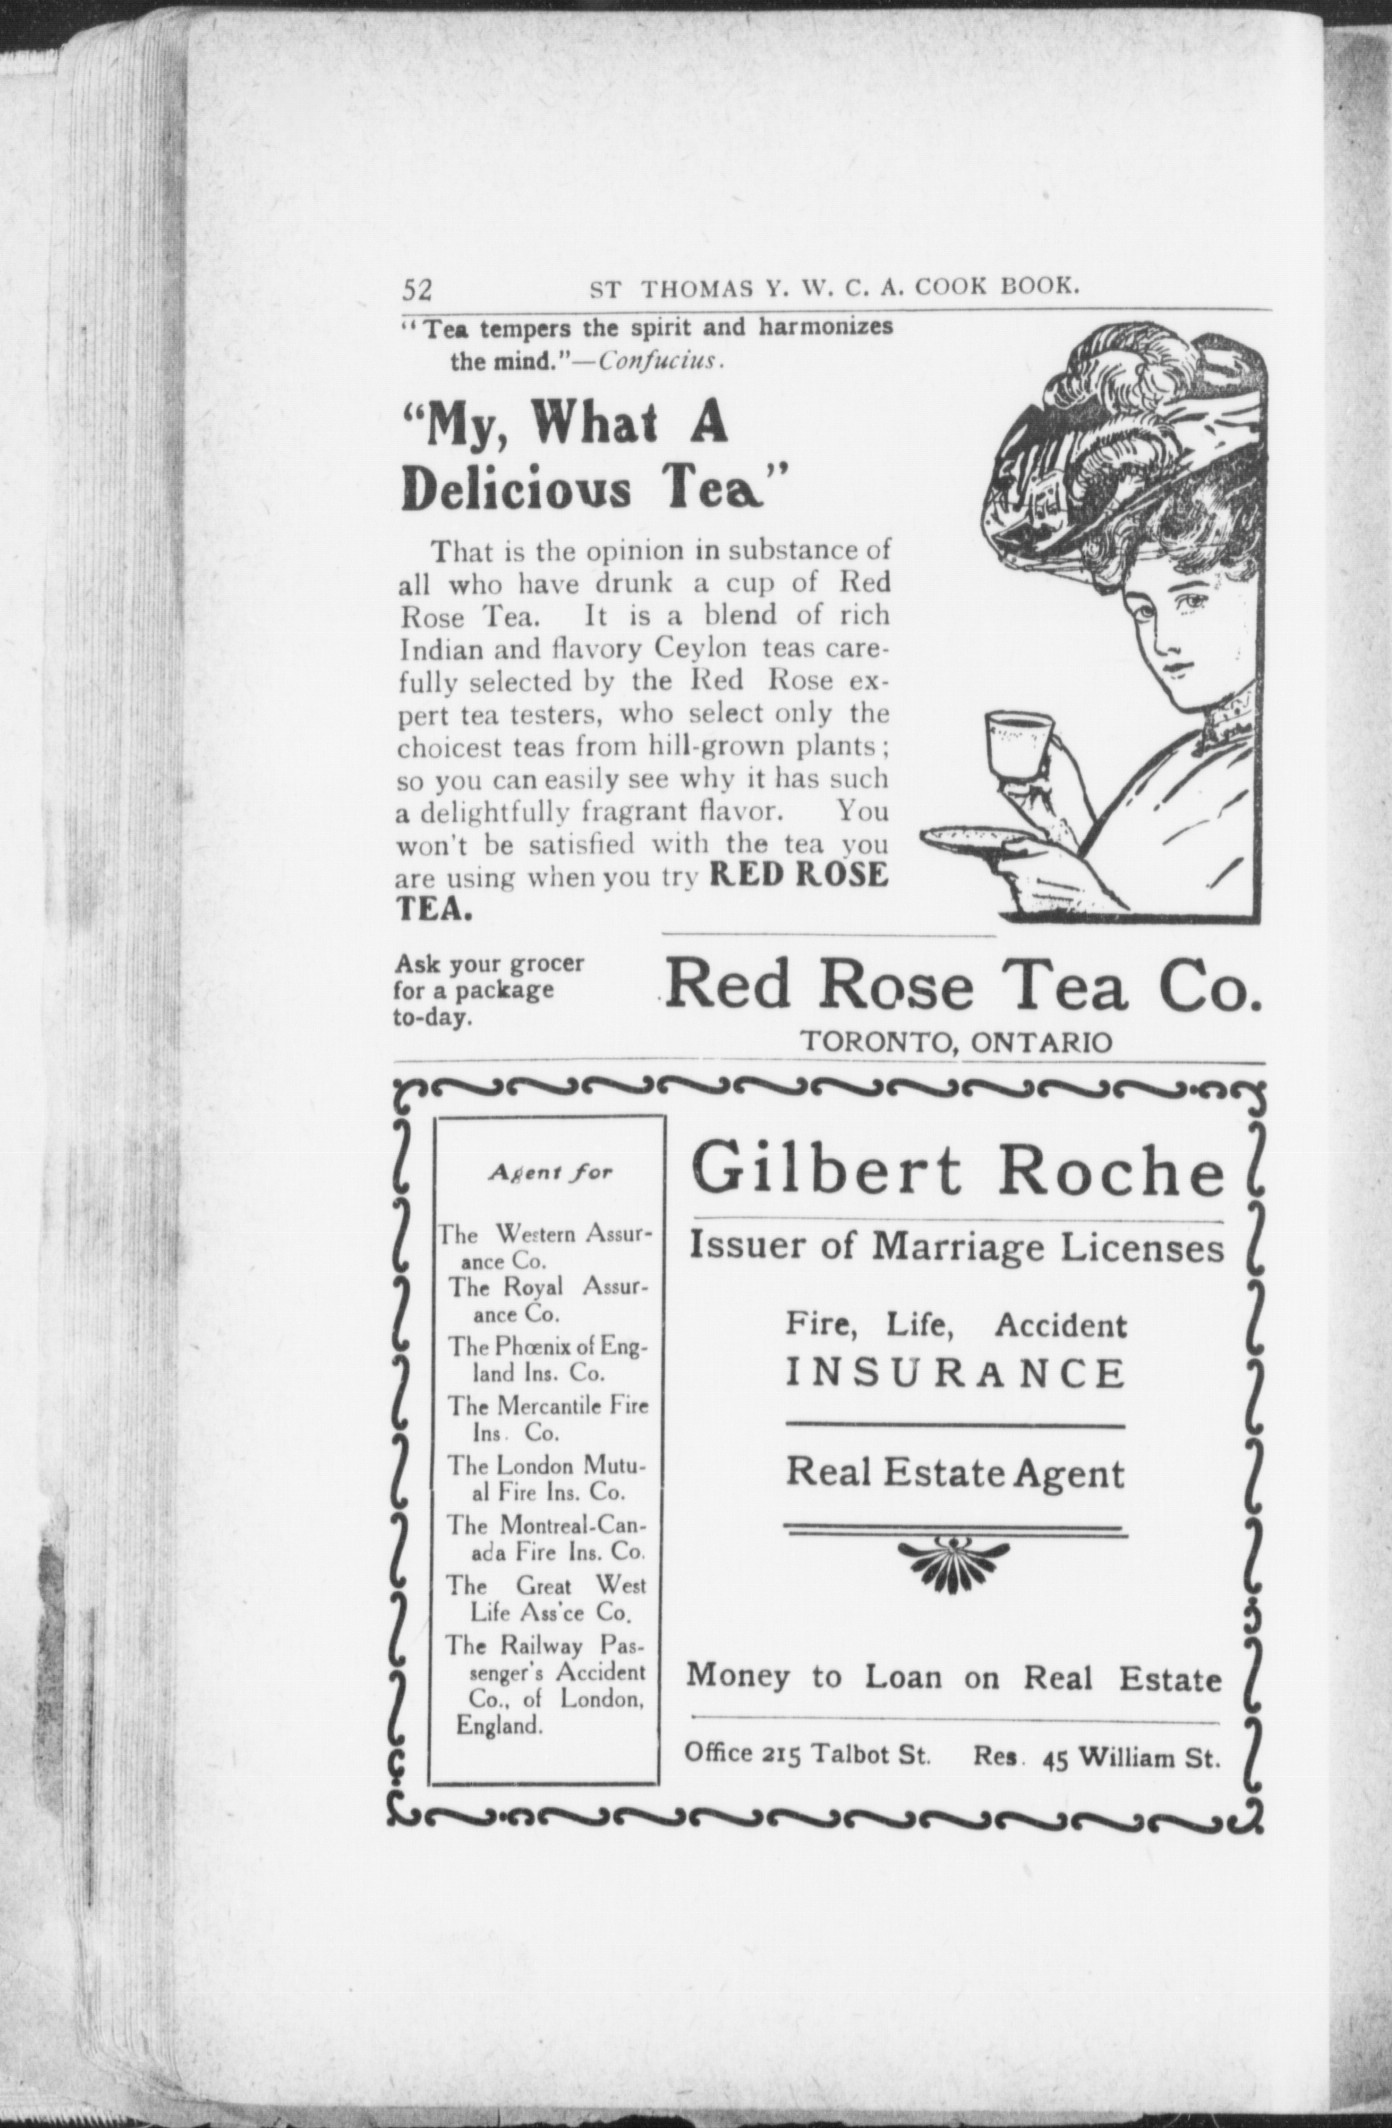 52 ST THOMAS Y. W. C. A. COOK BOOK.
"Tea tempers the spirit and harmonizes
the mind."—Confucius.
"My, What A
Delicious Tea"
That is the opinion in substance of
all who have drunk a cup of Red
Rose Tea. It is a blend of rich
Indian and flavory Ceylon teas care-
fully selected by the Red Rose ex-
pert tea testers, who select only the
choicest teas from hill-grown plants;
so you can easily see why it has such
a delightfully fragrant flavor. You
won't be satisfied with the tea you
are using when you try RED ROSE
TEA.
Ask your grocer
for a package
to-day.
Red Rose Tea Co.
TORONTO, ONTARIO
Agent for
The Western Assur-
ance Co.
The Royal Assur-
ance Co.
The Phœnix of Eng-
land Ins. Co.
The Mercantile Fire
Ins. Co.
The London Mutu-
al Fire Ins. Co.
The Montreal-Can-
ada Fire Ins. Co.
The Great West
Life Ass'ce Co.
The Railway Pas-
senger's Accident
Co., of London,
England.
Gilbert Roche
Issuer of Marriage Licenses
Fire, Life, Accident
INSURANCE
Real Estate Agent
Money to Loan on Real Estate
Office 215 Talbot St. Res. 45 William St.